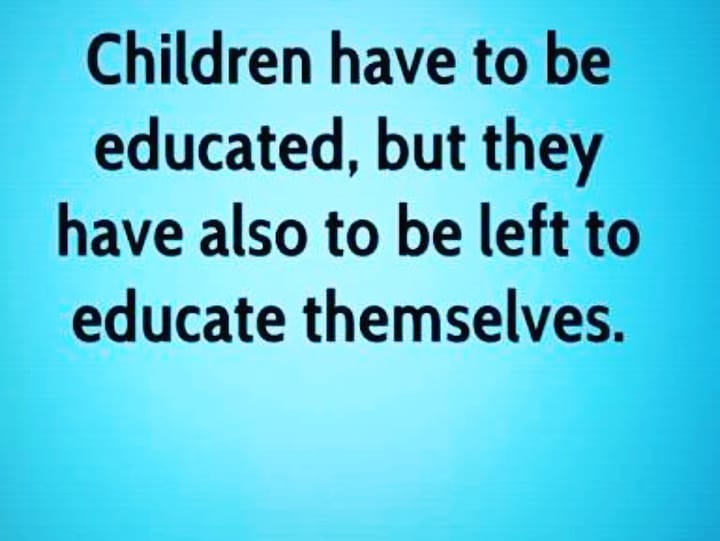 Children have to be
educated, but they
have also to be left to
educate themselves.